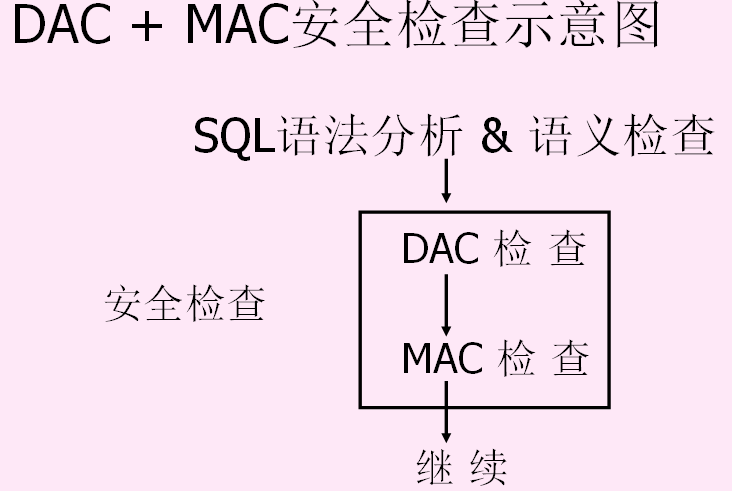 DAC + MAC安全检查示意图
SQL语法分析 & 语义检查
DAC 检 查
安全检查
MAC 检 查
继 续